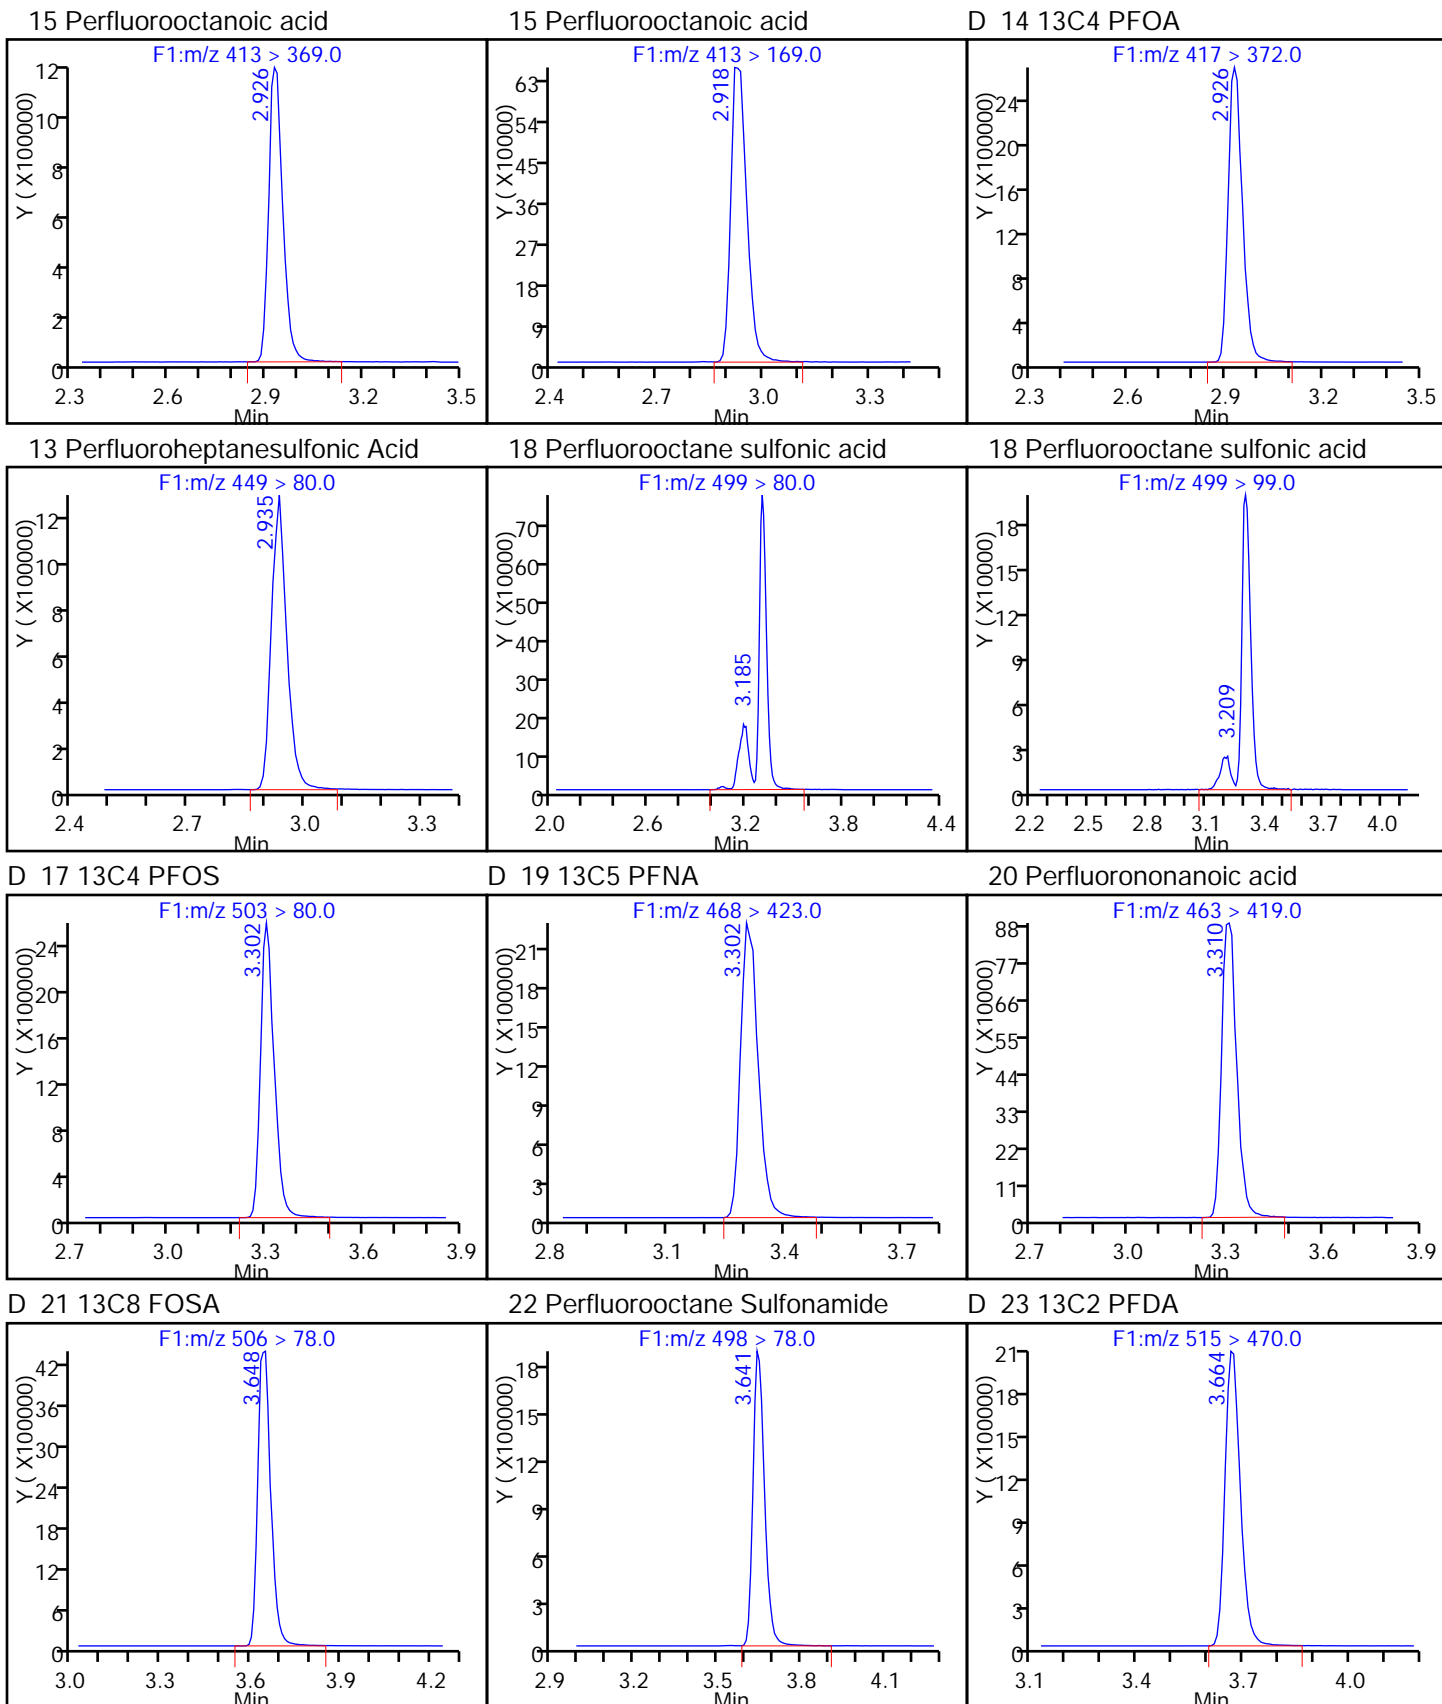 15 Perfluorooctanoic acid
F1:m/z 413 > 369.0
2.926
Y ( X100000)
12
10
8
6
4
2
0
2.3 2.6 2.9 3.2 3.5
Min
15 Perfluorooctanoic acid
F1:m/z 413 > 169.0
2.918
Y ( X10000)
63
54
45
36
27
18
9
0
2.4 2.7 3.0 3.3
Min
D 14 13C4 PFOA
F1:m/z 417 > 372.0
2.926
Y ( X100000)
24
20
16
12
8
4
0
2.3 2.6 2.9 3.2 3.5
Min
13 Perfluoroheptanesulfonic Acid
F1:m/z 449 > 80.0
2.935
Y ( X100000)
12
10
8
6
4
2
0
2.4 2.7 3.0 3.3
Min
18 Perfluorooctane sulfonic acid
F1:m/z 499 > 80.0
3.185
Y ( X10000)
70
60
50
40
30
20
10
0
2.0 2.6 3.2 3.8 4.4
Min
18 Perfluorooctane sulfonic acid
F1:m/z 499 > 99.0
3.209
Y ( X10000)
18
15
12
9
6
3
0
2.2 2.5 2.8 3.1 3.4 3.7 4.0
Min
D 17 13C4 PFOS
F1:m/z 503 > 80.0
3.302
Y ( X100000)
24
20
16
12
8
4
0
2.7 3.0 3.3 3.6 3.9
Min
D 19 13C5 PFNA
F1:m/z 468 > 423.0
3.302
Y ( X100000)
21
18
15
12
9
6
3
0
2.8 3.1 3.4 3.7
Min
20 Perfluorononanoic acid
F1:m/z 463 > 419.0
3.310
Y ( X10000)
88
77
66
55
44
33
22
11
0
2.7 3.0 3.3 3.6 3.9
Min
D 21 13C8 FOSA
F1:m/z 506 > 78.0
3.648
Y ( X100000)
42
36
30
24
18
12
6
0
3.0 3.3 3.6 3.9 4.2
Min
22 Perfluorooctane Sulfonamide
F1:m/z 498 > 78.0
3.641
Y ( X100000)
18
15
12
9
6
3
0
2.9 3.2 3.5 3.8 4.1
Min
D 23 13C2 PFDA
F1:m/z 515 > 470.0
3.664
Y ( X100000)
21
18
15
12
9
6
3
0
3.1 3.4 3.7 4.0
Min